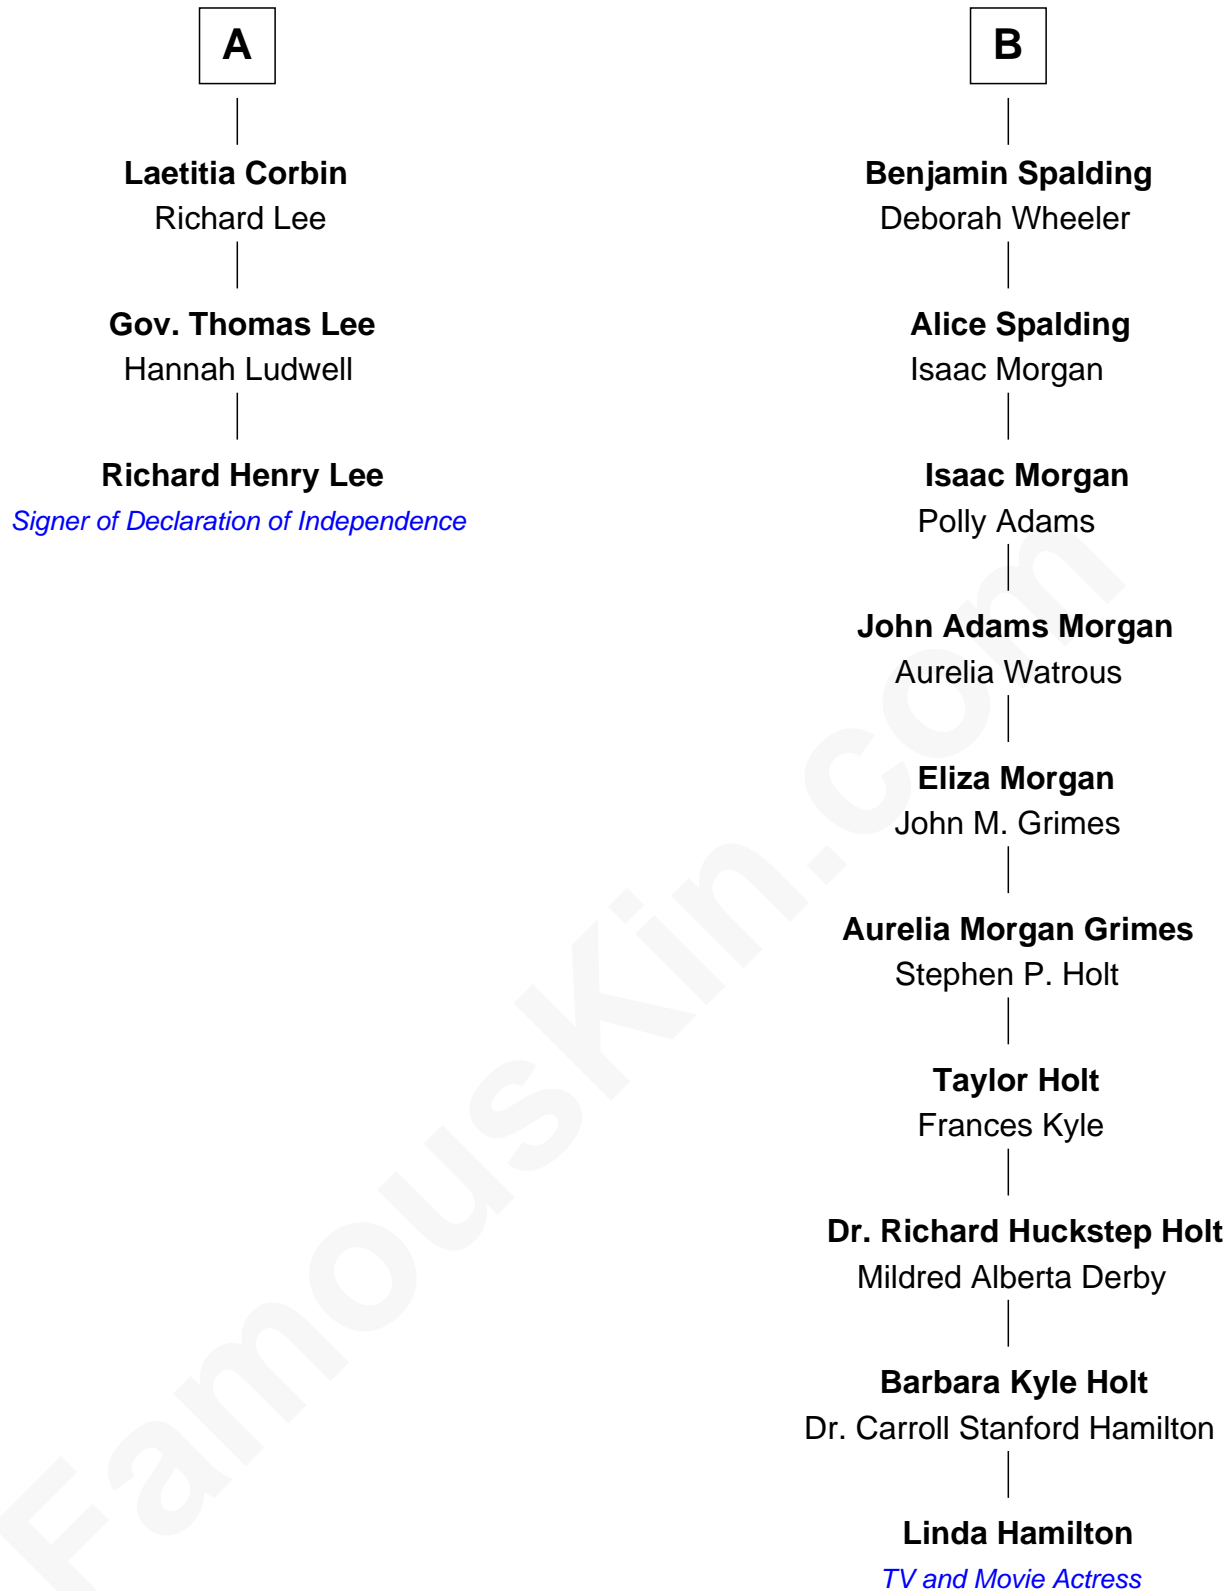 A
Laetitia Corbin
Richard Lee
Gov. Thomas Lee
Hannah Ludwell
Richard Henry Lee
Signer of Declaration of Independence
B
Benjamin Spalding
Deborah Wheeler
Alice Spalding
Isaac Morgan
Isaac Morgan
Polly Adams
John Adams Morgan
Aurelia Watrous
Eliza Morgan
John M. Grimes
Aurelia Morgan Grimes
Stephen P. Holt
Taylor Holt
Frances Kyle
Dr. Richard Huckstep Holt
Mildred Alberta Derby
Barbara Kyle Holt
Dr. Carroll Stanford Hamilton
Linda Hamilton
TV and Movie Actress
FamousKin.com